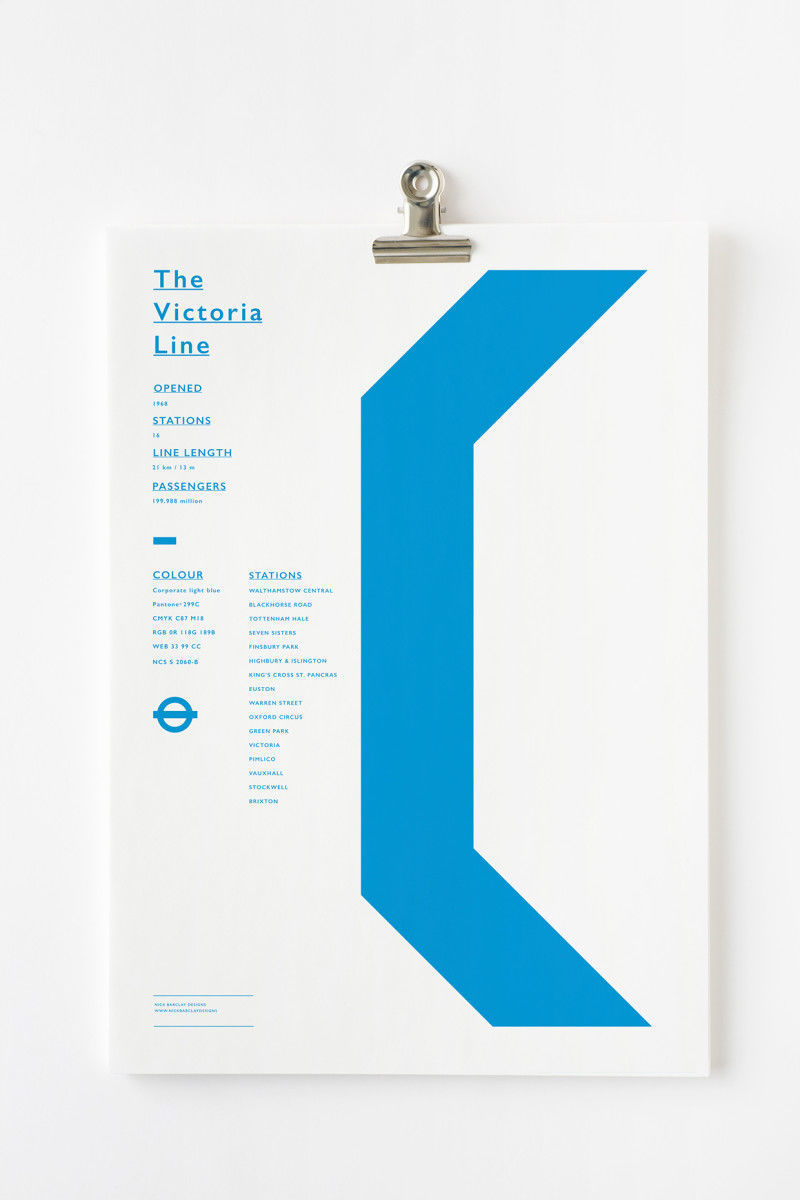 The
Victoria
Line
OPENED
1968
STATIONS
16
LINE LENGTH
21 km / 13 m
PASSENGERS
199.988 million
COLOUR
Corporate light blue
Pantone® 299C
CMYK C87 M18
RGB 0R 118G 189B
WEB 33 99 CC
NCS S 2060-B
STATIONS
WALTHAMSTOW CENTRAL
BLACKHORSE ROAD
TOTTENHAM HALE
SEVEN SISTERS
FINSBURY PARK
HIGHBURY & ISLINGTON
KING'S CROSS ST. PANCRAS
EUSTON
WARREN STREET
OXFORD CIRCUS
GREEN PARK
VICTORIA
PIMLICO
VAUXHALL
STOCKWELL
BRIXTON
NICK BARCLAY DESIGNS
WWW.NICKBARCLAYDESIGNS